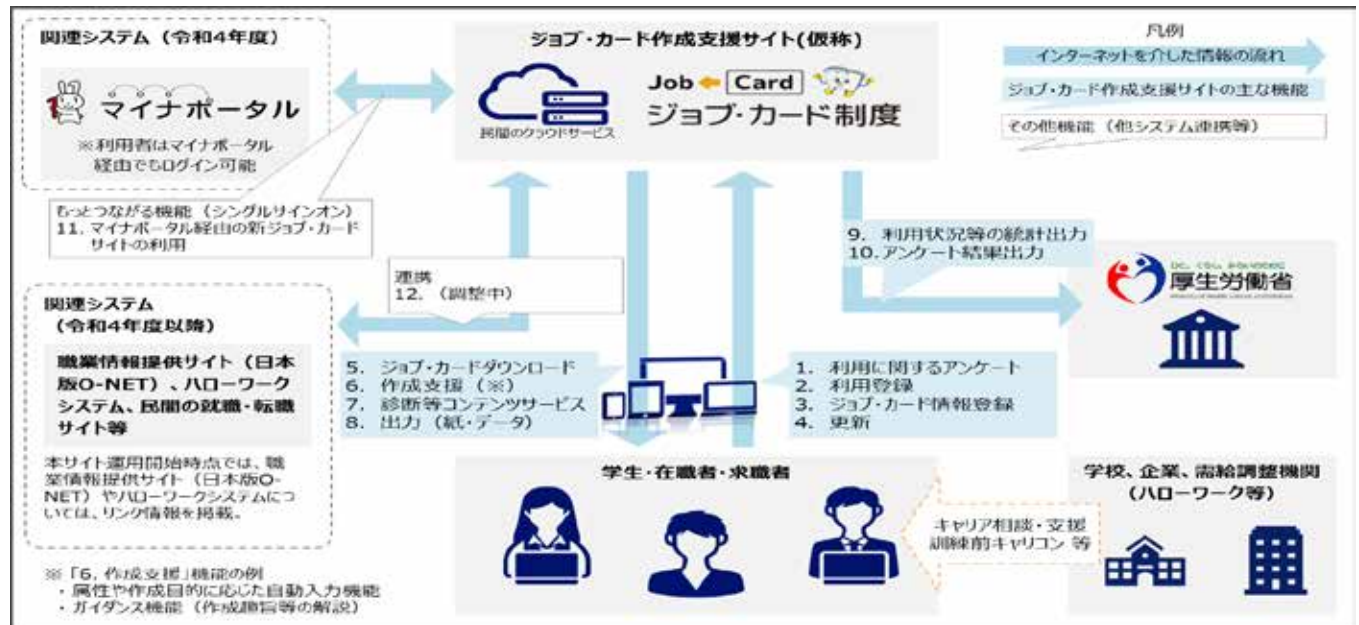 関連システム（令和4年度）
マイナポータル
※利用者はマイナポータル
経由でもログイン可能
ジョブ・カード作成支援サイト(仮称)
民間のクラウドサービス
Job Card
ジョブ・カード制度
凡例
インターネットを介した情報の流れ
ジョブ・カード作成支援サイトの主な機能
その他機能（他システム連携等）
もっとつながる機能（シングルサインオン）
11. マイナポータル経由の新ジョブ・カード
サイトの利用
連携
12.（調整中）
9. 利用状況等の統計出力
10.アンケート結果出力
厚生労働省
関連システム
（令和4年度以降）
職業情報提供サイト（日本
版O-NET）、ハローワーク
システム、民間の就職・転職
サイト等
本サイト運用開始時点では、職
業情報提供サイト（日本版O-
NET）やハローワークシステムにつ
いては、リンク情報を掲載。
5. ジョブ・カードダウンロード
6. 作成支援（※）
7. 診断等コンテンツサービス
8. 出力（紙・データ）
1. 利用に関するアンケート
2. 利用登録
3. ジョブ・カード情報登録
4. 更新
学生・在職者・求職者
キャリア相談・支援
訓練前キャリコン 等
学校、企業、需給調整機関
（ハローワーク等）
※「6. 作成支援」機能の例
・属性や作成目的に応じた自動入力機能
・ガイダンス機能（作成趣旨等の解説）